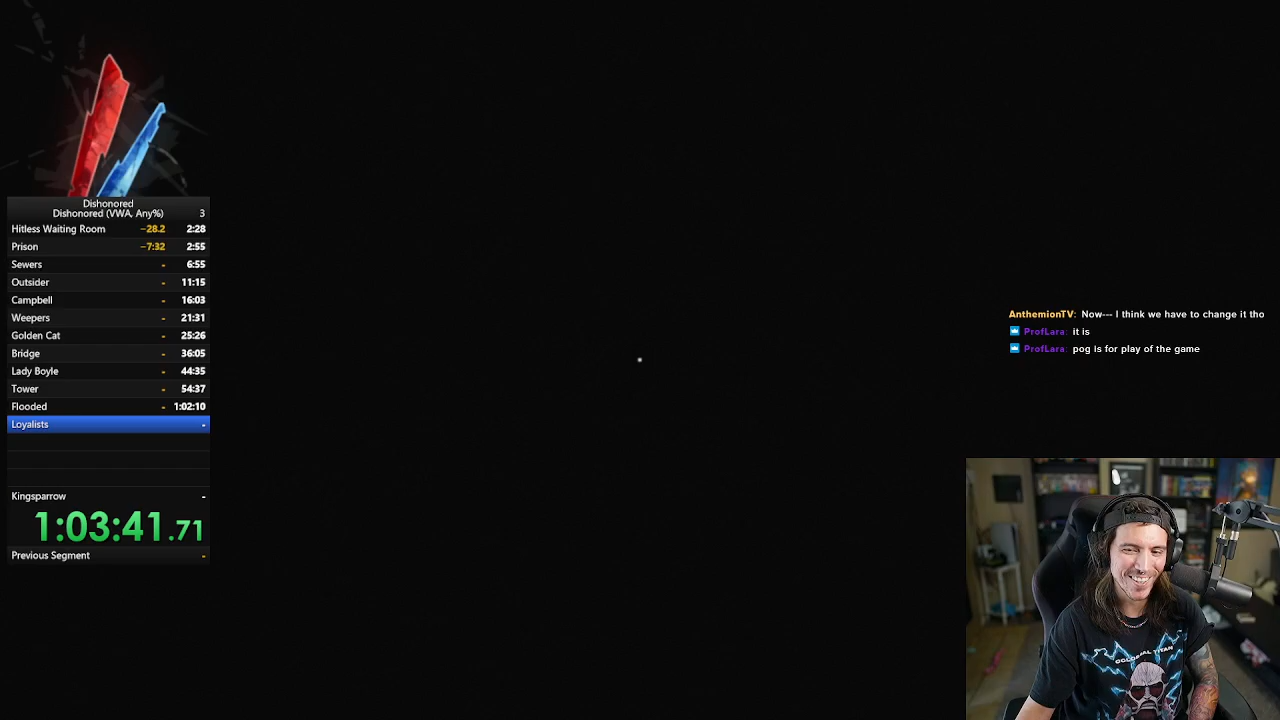 Dishonored
Dishonored (VWA, Any%) 3
Hitless Waiting Room −28.2 2:28
Prison −7:32 2:55
Sewers - 6:55
Outsider - 11:15
Campbell - 16:03
Weepers - 21:31
Golden Cat - 25:26
Bridge - 36:05
Lady Boyle - 44:35
Tower - 54:37
Flooded - 1:02:10
Loyalists -
Kingsparrow -
1:03:41.71
Previous Segment -
AnthemionTV: Now--- I think we have to change it tho
ProfLara: it is
ProfLara: pog is for play of the game
COLOSSAL TITAN